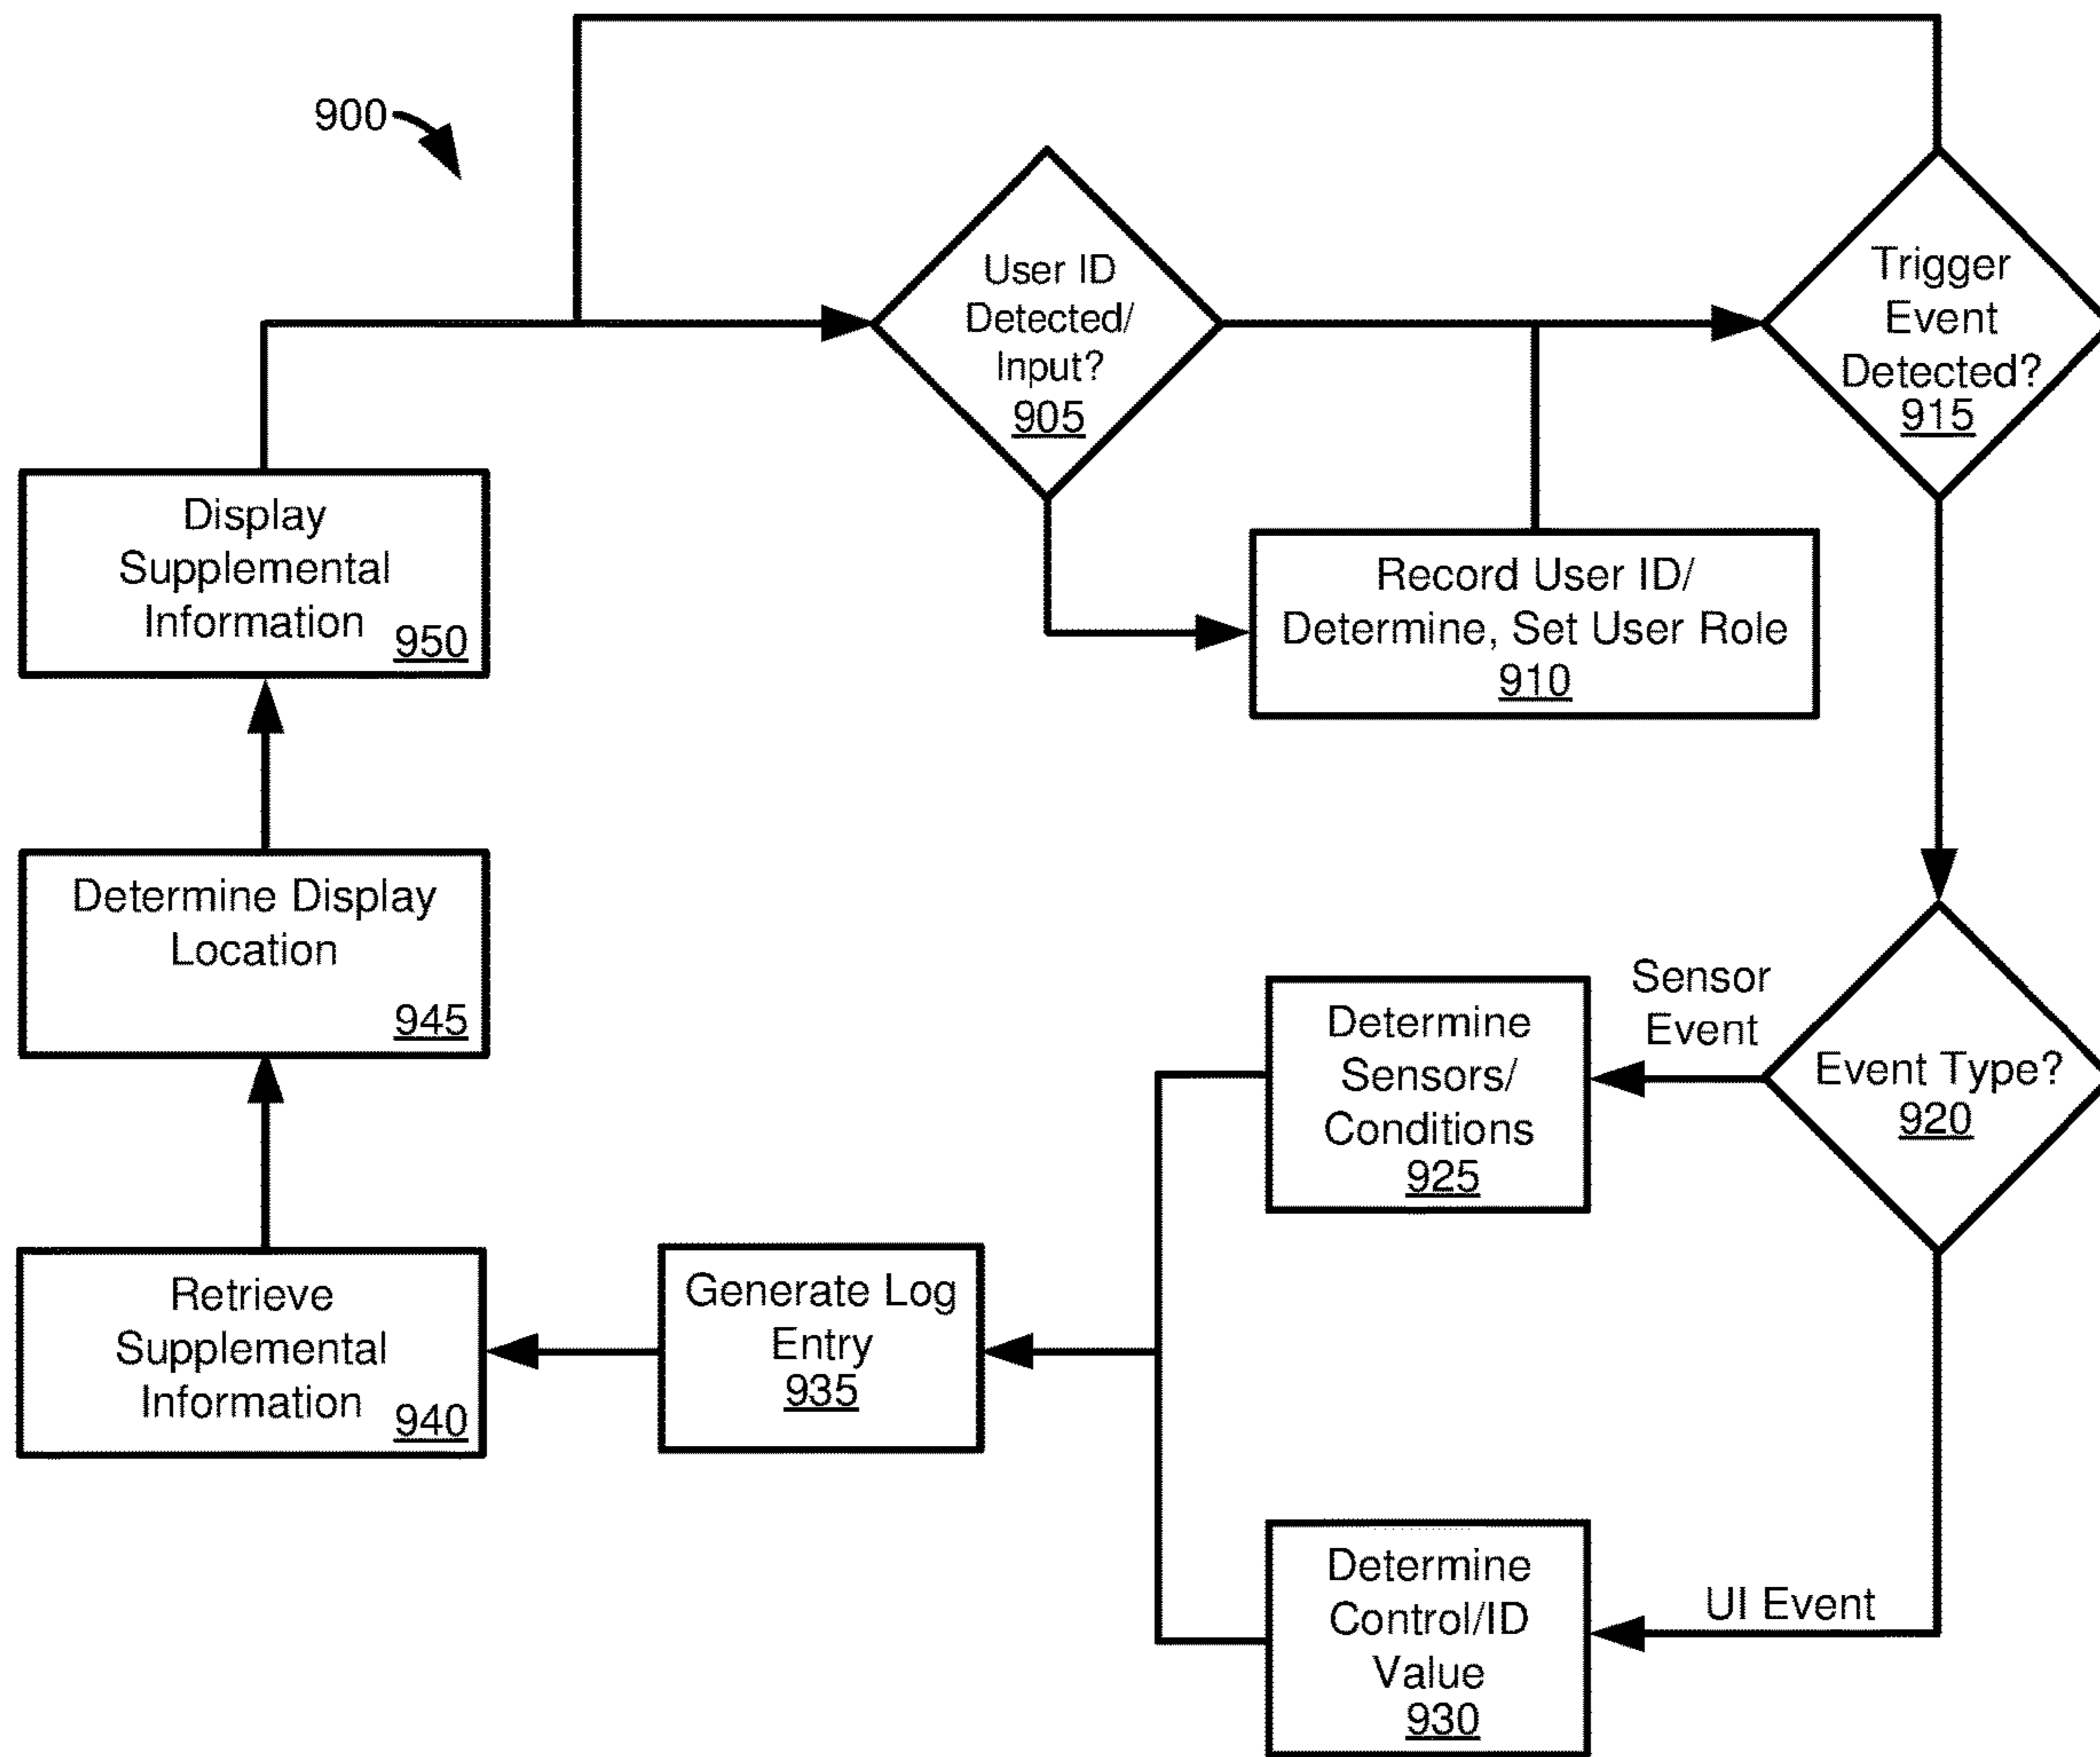 900
User ID
Detected/
Input?
905
Trigger
Event
Detected?
915
Display
Supplemental
Information
950
Record User ID/
Determine, Set User Role
910
Determine Display
Location
945
Sensor
Event
Event Type?
920
Determine
Sensors/
Conditions
925
Retrieve
Supplemental
Information
940
Generate Log
Entry
935
Determine
Control/ID
Value
930
UI Event